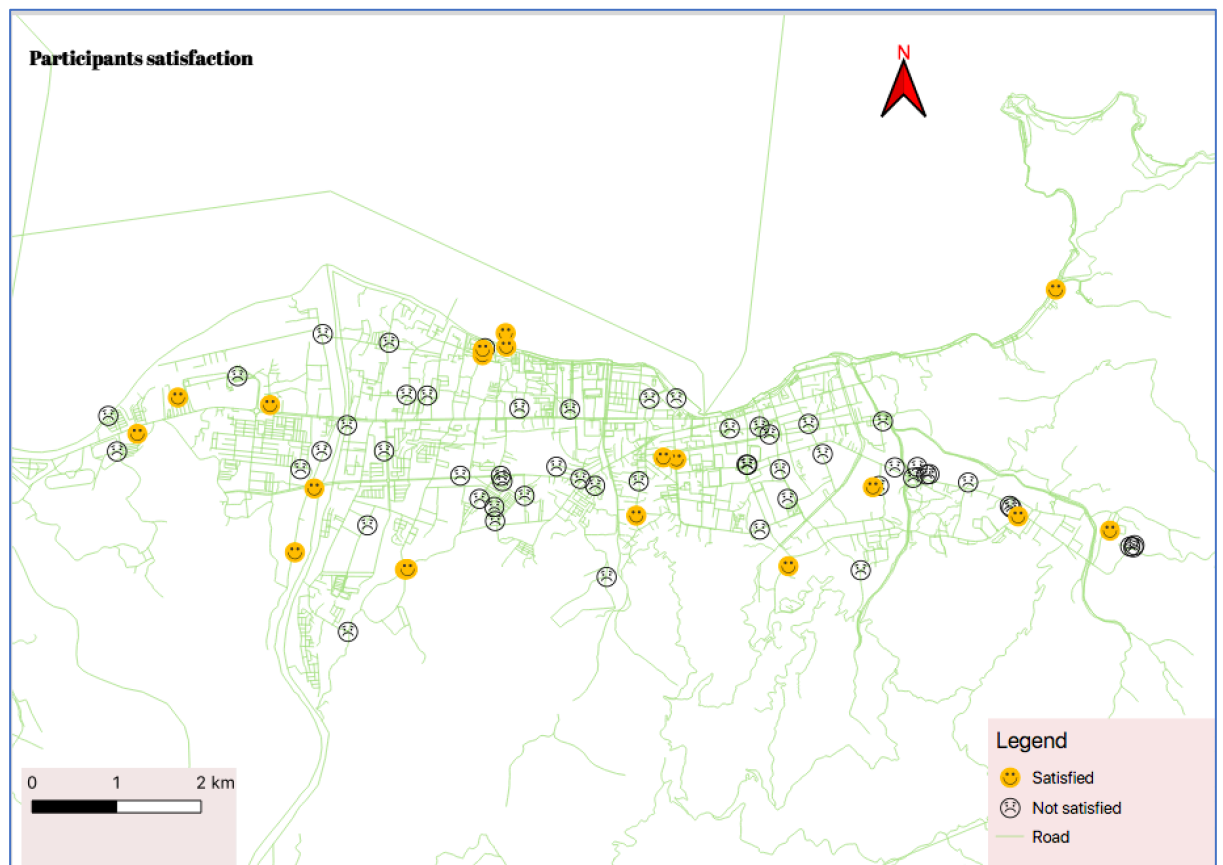 Participants satisfaction
N
Legend
Satisfied
Not satisfied
Road
0 1 2 km